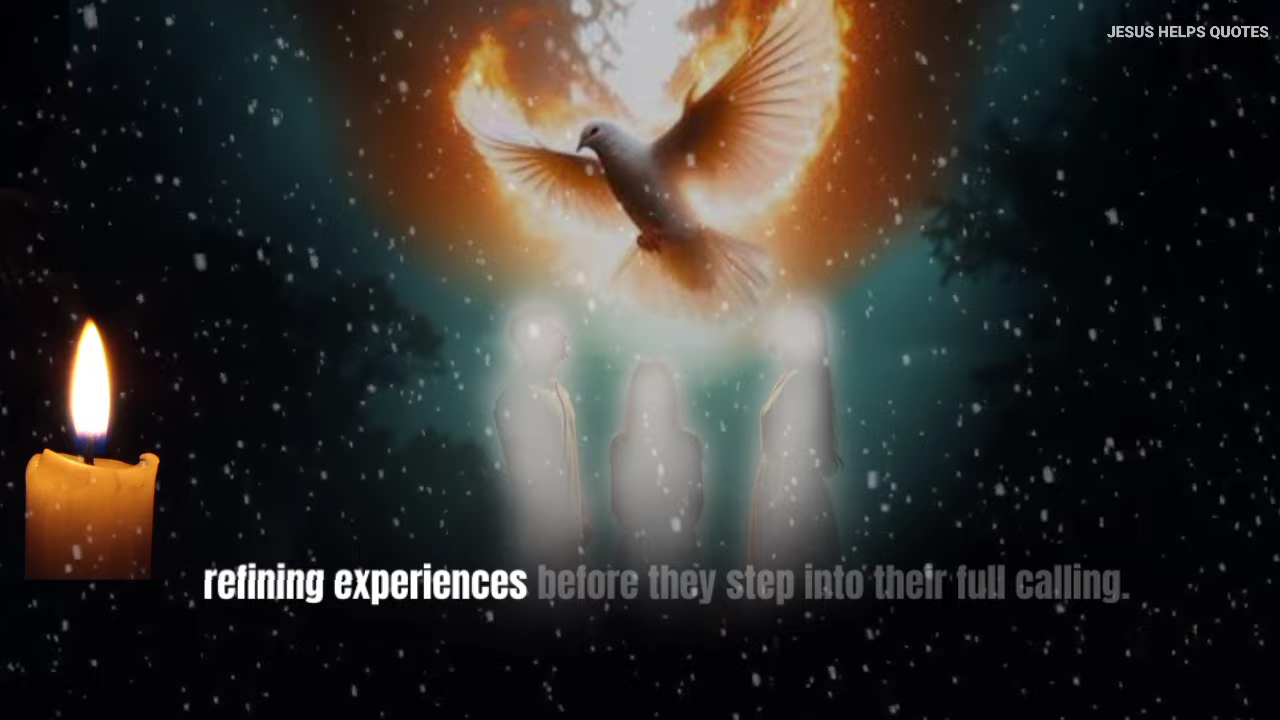 JESUS HELPS QUOTES
refining experiences before they step into their full calling.